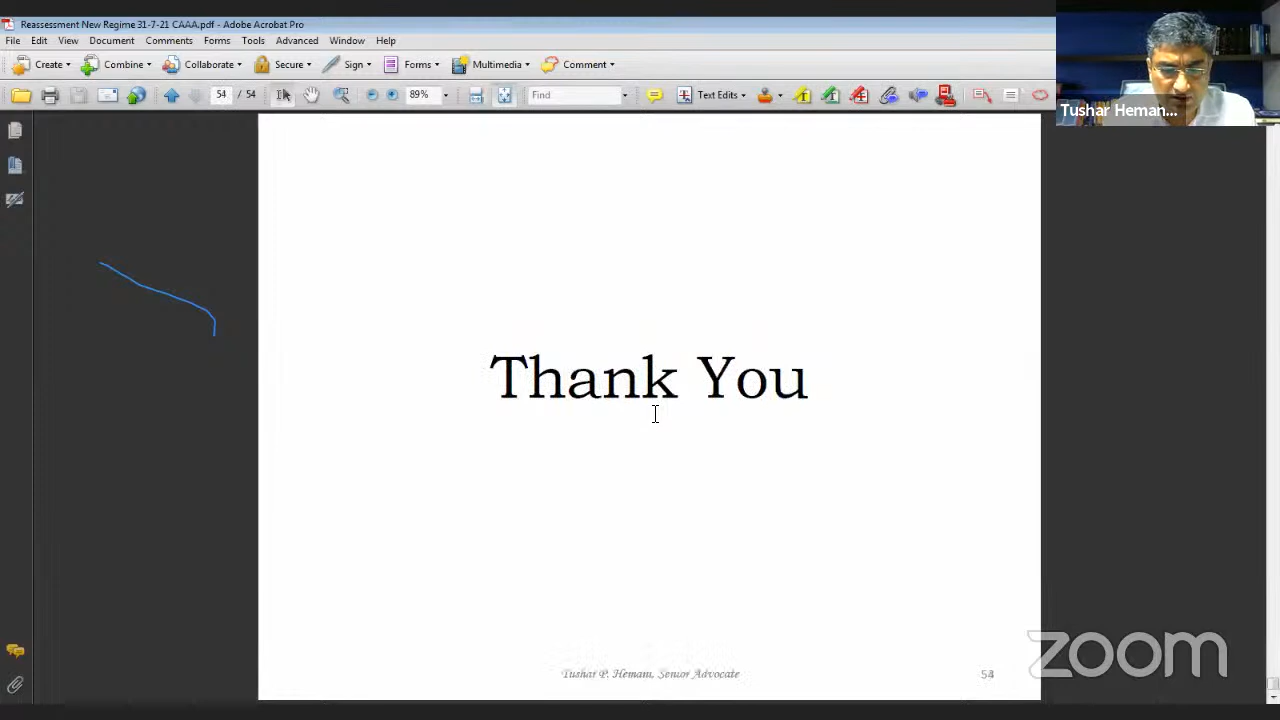 Reassessment New Regime 31-7-21 CAAA.pdf - Adobe Acrobat Pro
File Edit View Document Comments Forms Tools Advanced Window Help
Create Combine Collaborate Secure Sign Forms Multimedia Comment
54 / 54 89% Find Text Edits
Tushar Heman...
Thank You
Tushar P. Hemani, Senior Advocate
54
zoom